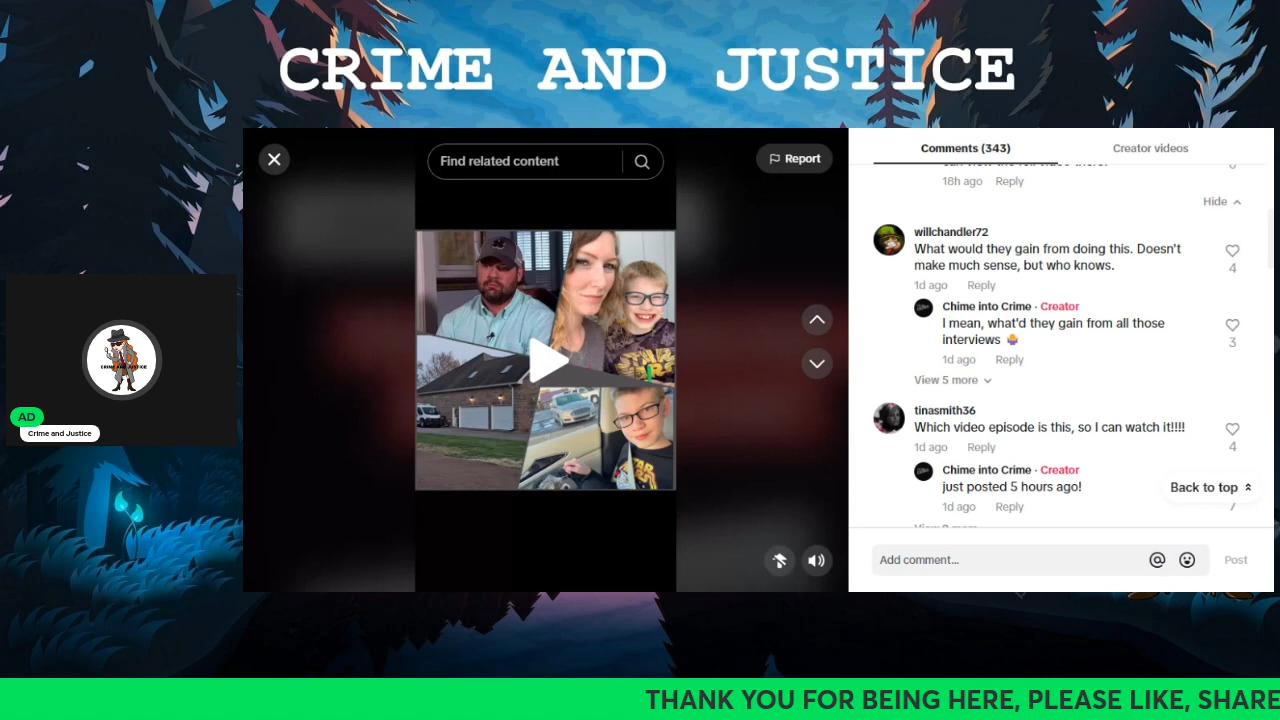 CRIME AND JUSTICE
Find related content
Report
Comments (343)
Creator videos
18h ago Reply
Hide
willchandler72
What would they gain from doing this. Doesn't
make much sense, but who knows.
4
1d ago Reply
Chime into Crime · Creator
I mean, what'd they gain from all those
interviews 🤷
3
1d ago Reply
View 5 more
tinasmith36
Which video episode is this, so I can watch it!!!!
4
1d ago Reply
Chime into Crime · Creator
just posted 5 hours ago!
Back to top
7
1d ago Reply
Add comment...
Post
CRIME AND JUSTICE
AD
Crime and Justice
THANK YOU FOR BEING HERE, PLEASE LIKE, SHARE